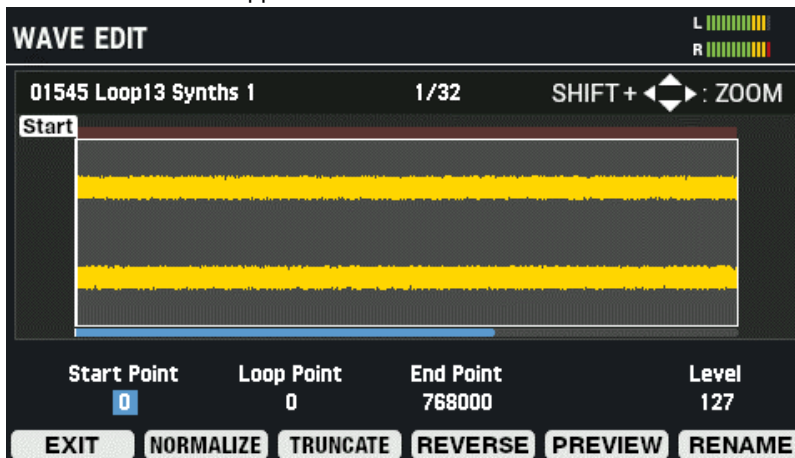 WAVE EDIT
L
R
01545 Loop13 Synths 1 1/32 SHIFT + : ZOOM
Start
Start Point Loop Point End Point Level
0 0 768000 127
EXIT NORMALIZE TRUNCATE REVERSE PREVIEW RENAME